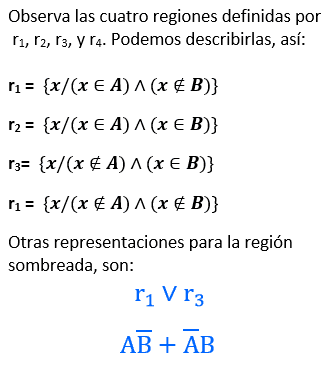 Observa las cuatro regiones definidas por
r₁, r₂, r₃, y r₄. Podemos describirlas, así:
r₁ = {x/(x ∈ A) ∧ (x ∉ B)}
r₂ = {x/(x ∈ A) ∧ (x ∈ B)}
r₃= {x/(x ∉ A) ∧ (x ∈ B)}
r₁ = {x/(x ∉ A) ∧ (x ∉ B)}
Otras representaciones para la región
sombreada, son:
r₁ ∨ r₃
AB̅ + A̅B